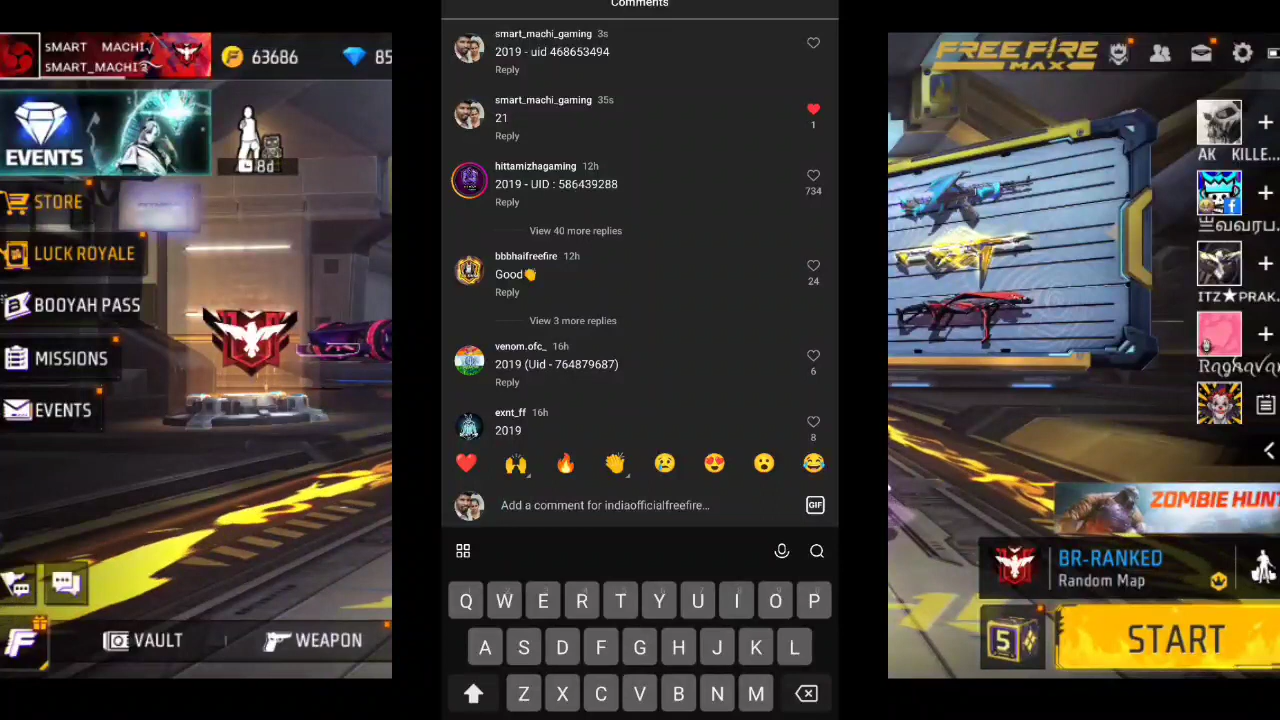 sMART MACHI
sMART_MACHI
63686
85
EVENTS
8d
STORE
LUCK ROYALE
BOOYAH PASS
MISSIONS
EVENTS
VAULT
WEAPON
Comments
smart_machi_gaming 3s
2019 - uid 468653494
Reply
smart_machi_gaming 35s
21
1
Reply
hittamizhagaming 12h
2019 - UID : 586439288
734
Reply
View 40 more replies
bbbhaifreefire 12h
Good👏
24
Reply
View 3 more replies
venom.ofc_ 16h
2019 (Uid - 764879687)
6
Reply
exnt_ff 16h
2019
8
Add a comment for indiaofficialfreefire...
GIF
Q W E R T Y U I O P
A S D F G H J K L
Z X C V B N M
FREE FIRE
MAX
AK KILLE...
ITZ★PRAK.
Raghavan
ZOMBIE HUNT
BR-RANKED
Random Map
5
START